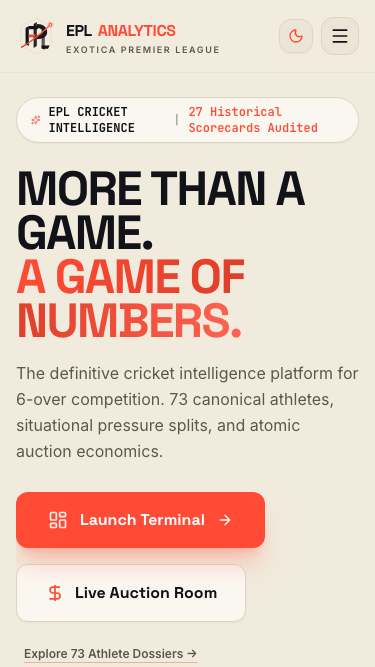 EPL ANALYTICS
EXOTICA PREMIER LEAGUE
EPL CRICKET INTELLIGENCE | 27 Historical Scorecards Audited
MORE THAN A
GAME.
A GAME OF
NUMBERS.
The definitive cricket intelligence platform for
6-over competition. 73 canonical athletes,
situational pressure splits, and atomic
auction economics.
Launch Terminal →
$ Live Auction Room
Explore 73 Athlete Dossiers →